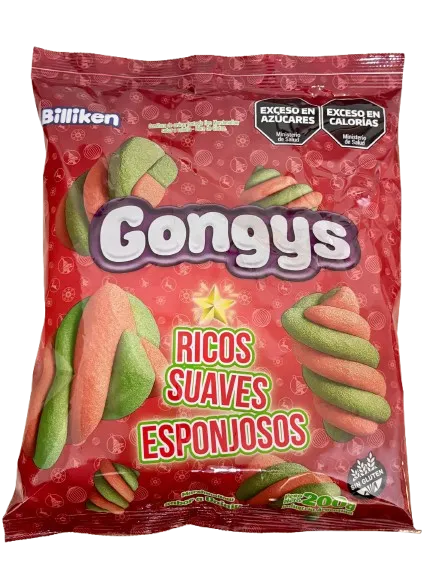 Billiken
EXCESO EN
AZÚCARES
Ministerio
de Salud
EXCESO EN
CALORÍAS
Ministerio
de Salud
Gongys
RICOS
SUAVES
ESPONJOSOS
200g
SIN GLUTEN